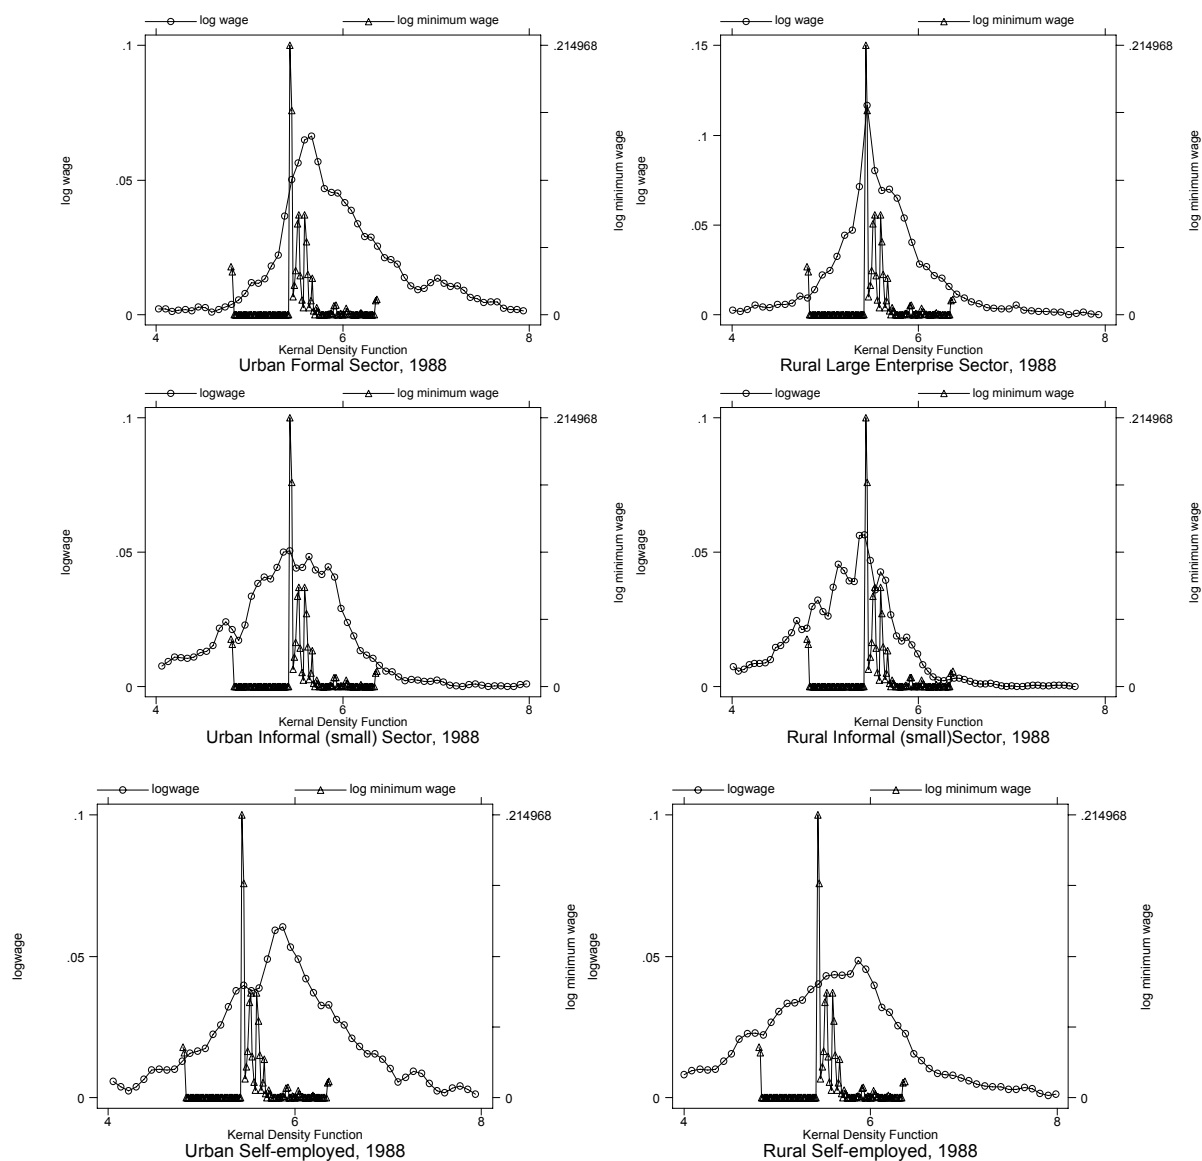 log wage
log minimum wage
.1
.214968
log wage
.05
log minimum wage
0
0
4
6
8
Kernal Density Function
Urban Formal Sector, 1988
log wage
log minimum wage
.15
.214968
.1
log wage
.05
log minimum wage
0
0
4
6
8
Kernal Density Function
Rural Large Enterprise Sector, 1988
logwage
log minimum wage
.1
.214968
logwage
.05
log minimum wage
0
0
4
6
8
Kernal Density Function
Urban Informal (small) Sector, 1988
logwage
log minimum wage
.1
.214968
logwage
.05
log minimum wage
0
0
4
6
8
Kernal Density Function
Rural Informal (small)Sector, 1988
logwage
log minimum wage
.1
.214968
logwage
.05
log minimum wage
0
0
4
6
8
Kernal Density Function
Urban Self-employed, 1988
logwage
log minimum wage
.1
.214968
logwage
.05
log minimum wage
0
0
4
6
8
Kernal Density Function
Rural Self-employed, 1988